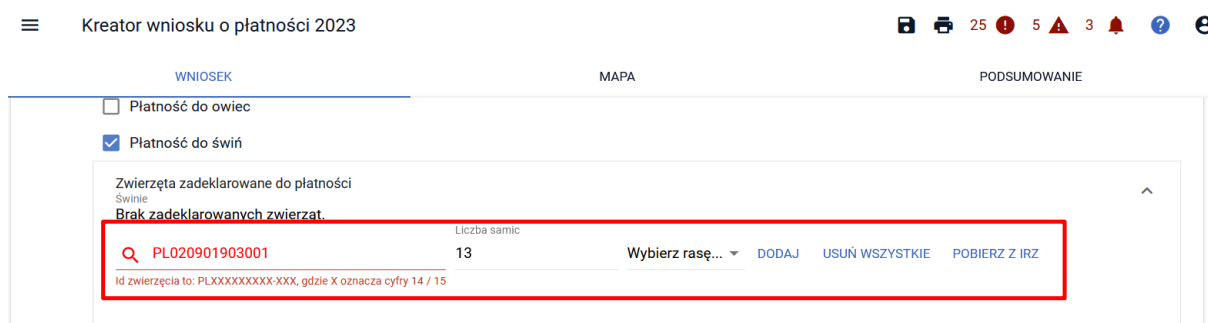 Kreator wniosku o płatności 2023
25 5 3
WNIOSEK MAPA PODSUMOWANIE
Płatność do owiec
Płatność do świń
Zwierzęta zadeklarowane do płatności
Świnie
Brak zadeklarowanych zwierząt.
Liczba samic
PL020901903001 13 Wybierz rasę... DODAJ USUŃ WSZYSTKIE POBIERZ Z IRZ
Id zwierzęcia to: PLXXXXXXXXX-XXX, gdzie X oznacza cyfry 14 / 15